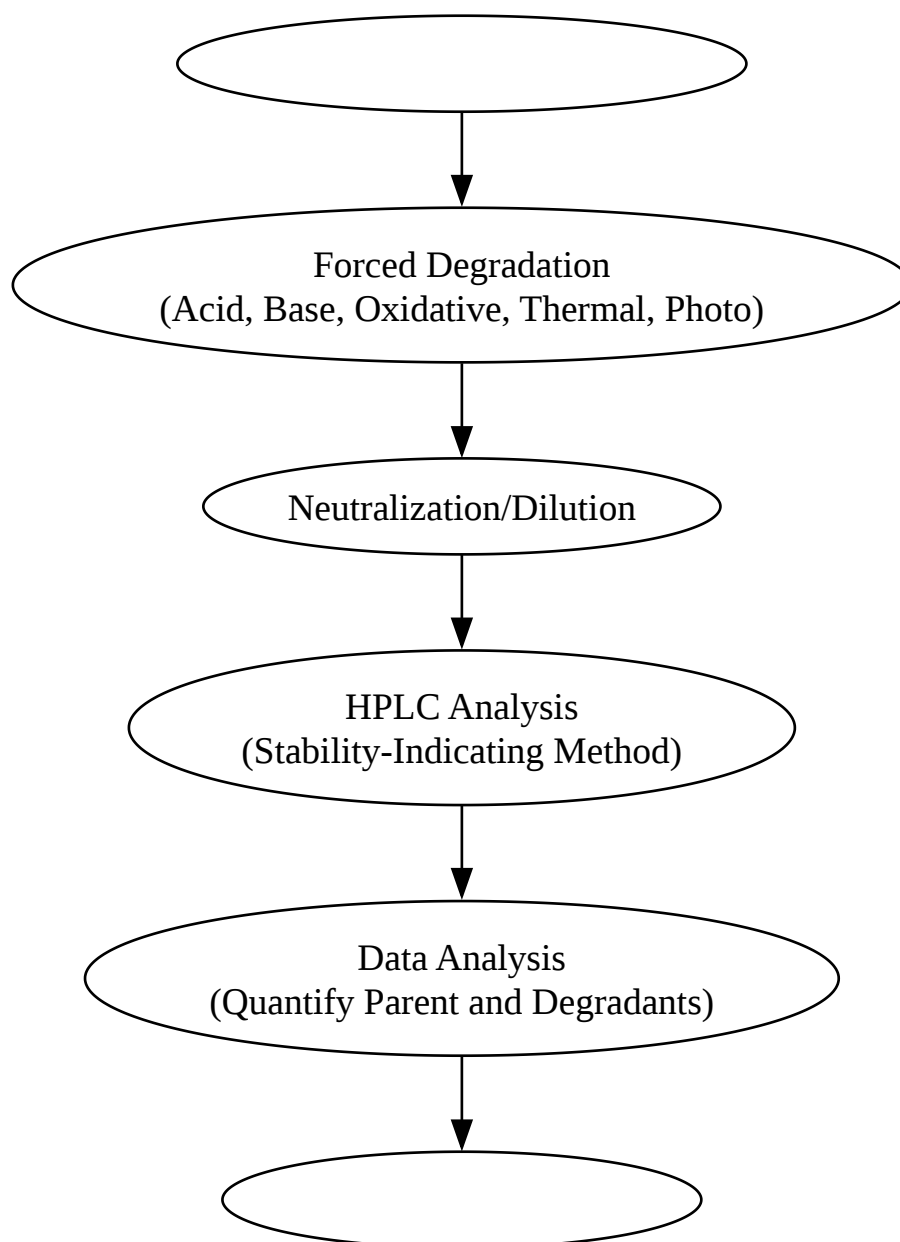 Forced Degradation
(Acid, Base, Oxidative, Thermal, Photo)
Neutralization/Dilution
HPLC Analysis
(Stability-Indicating Method)
Data Analysis
(Quantify Parent and Degradants)